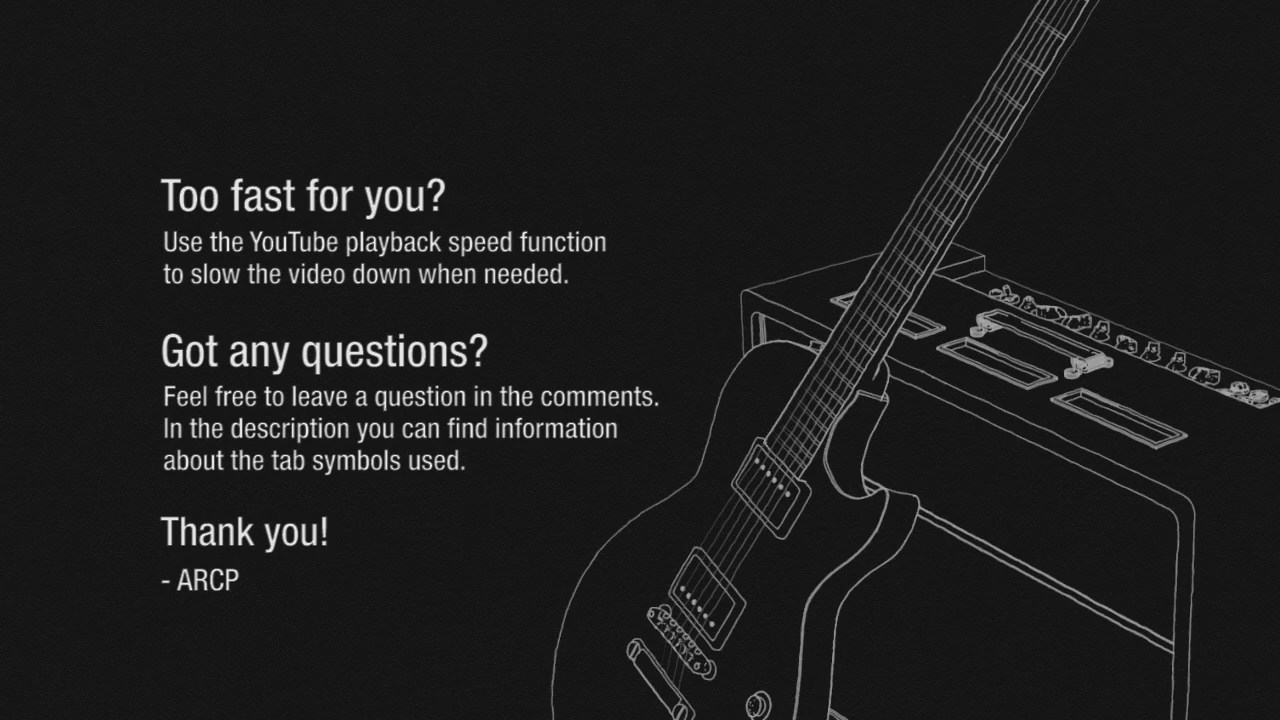 Too fast for you?
Use the YouTube playback speed function
to slow the video down when needed.
Got any questions?
Feel free to leave a question in the comments.
In the description you can find information
about the tab symbols used.
Thank you!
- ARCP